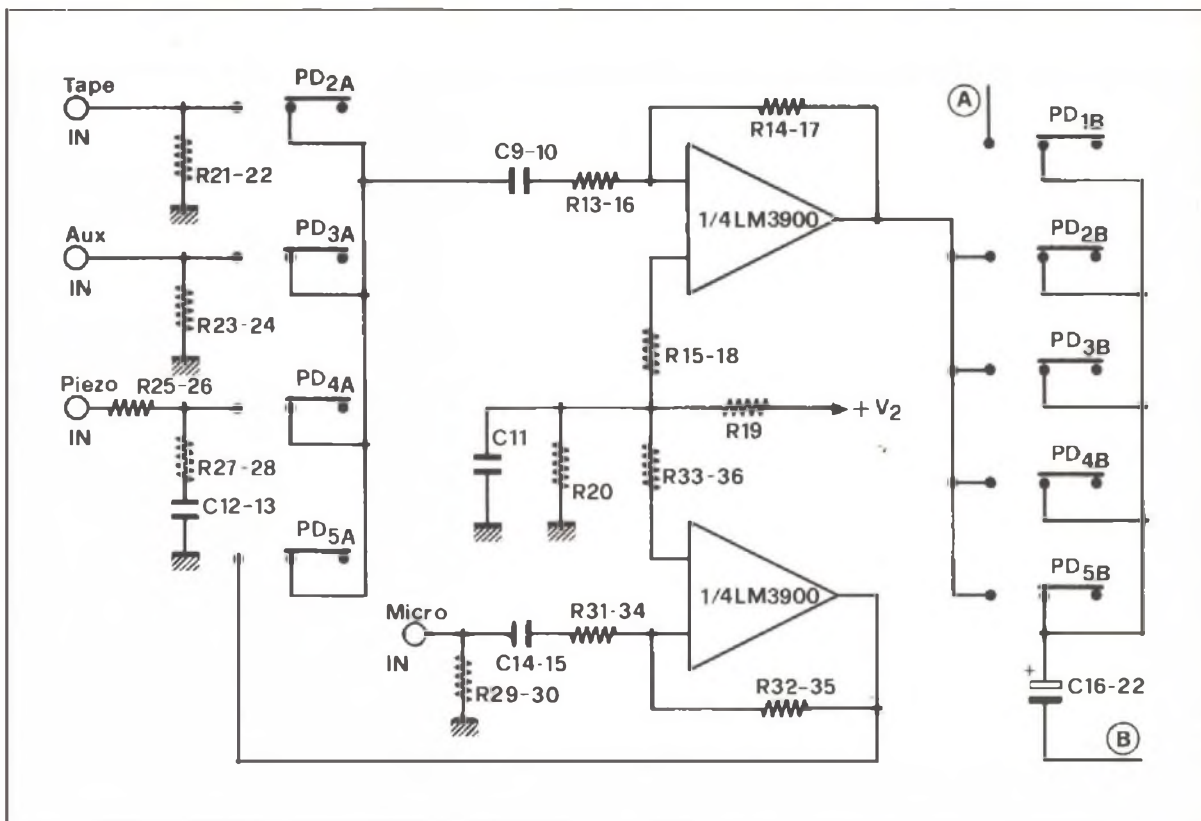 Tape
IN
R21-22
PD2A
C9-10
R13-16
R14-17
1/4LM3900
A
PD1B
Aux
IN
R23-24
PD3A
PD2B
Piezo
IN
R25-26
PD4A
R15-18
PD3B
R27-28
C12-13
C11
R20
R19
+ V2
R33-36
PD4B
PD5A
Micro
IN
R29-30
C14-15
R31-34
1/4LM3900
R32-35
PD5B
+
C16-22
B